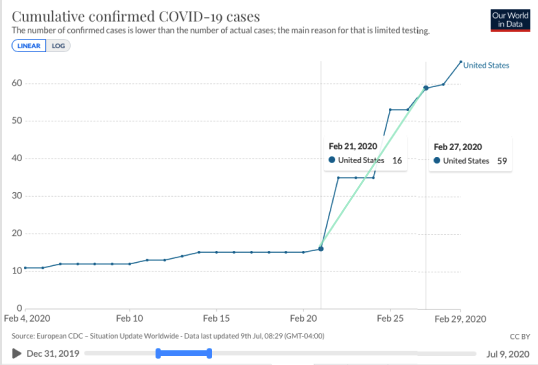 Cumulative confirmed COVID-19 cases
The number of confirmed cases is lower than the number of actual cases; the main reason for that is limited testing.
Our World
in Data
LINEAR LOG
United States
60
50
40
30
20
10
0
Feb 21, 2020
United States 16
Feb 27, 2020
United States 59
Feb 4, 2020 Feb 10 Feb 15 Feb 20 Feb 25 Feb 29, 2020
Source: European CDC – Situation Update Worldwide - Data last updated 9th Jul, 08:29 (GMT-04:00) CC BY
Dec 31, 2019 Jul 9, 2020